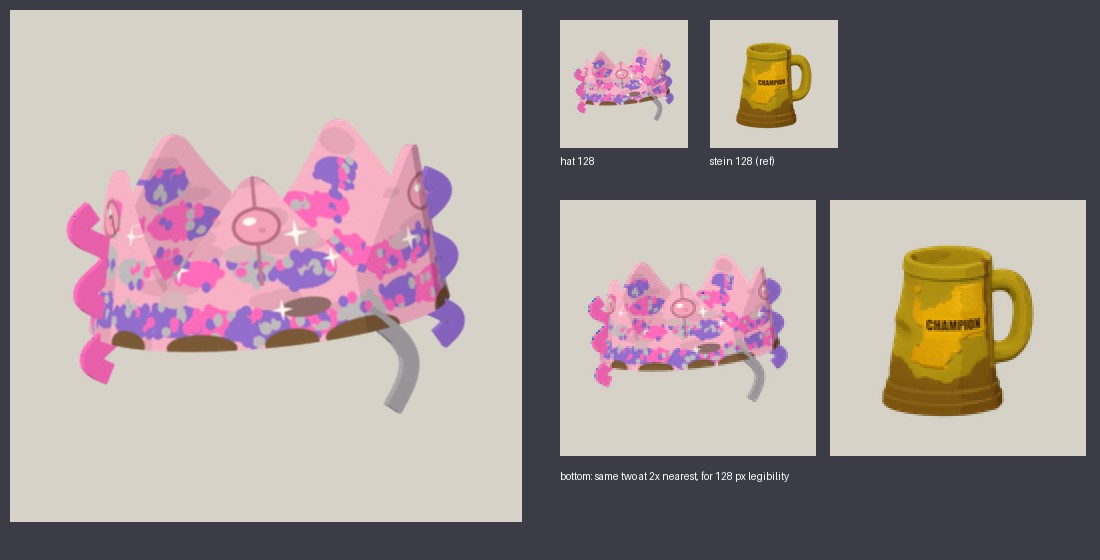 hat 128
stein 128 (ref)
CHAMPION
CHAMPION
bottom: same two at 2x nearest, for 128 px legibility